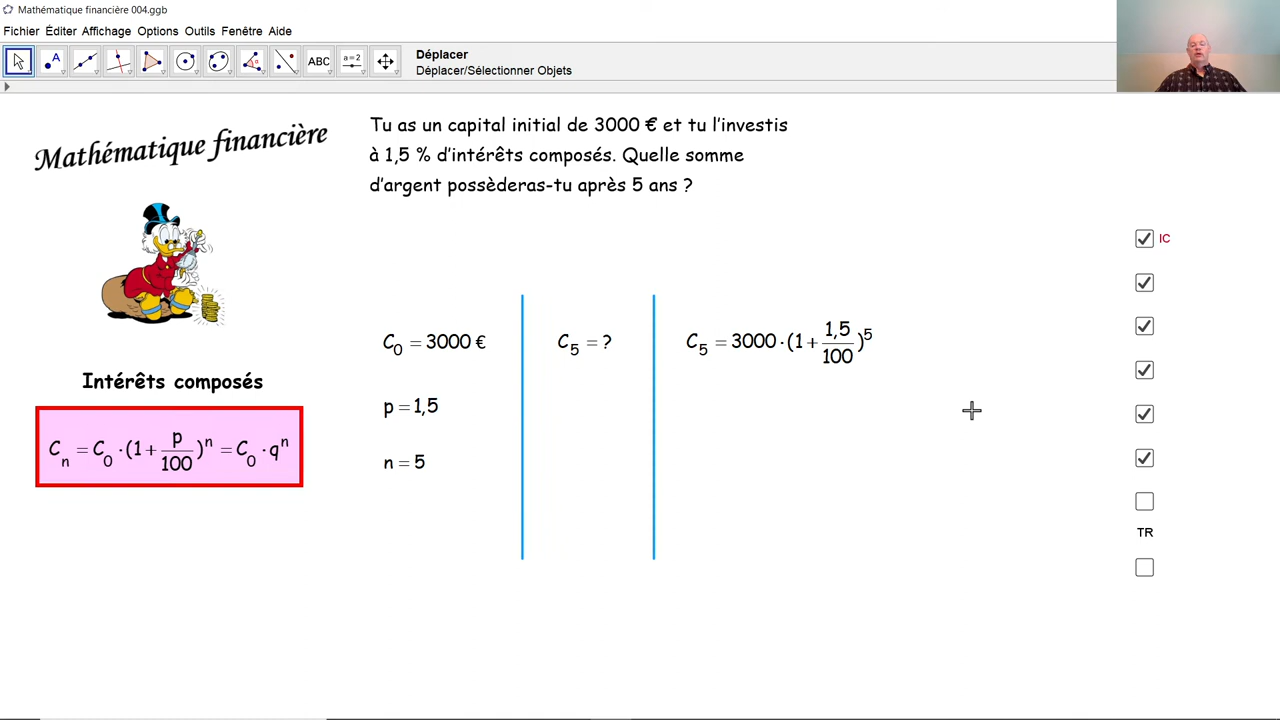 Mathématique financière 004.ggb
Fichier Éditer Affichage Options Outils Fenêtre Aide
A
ABC
a=2
Déplacer
Déplacer/Sélectionner Objets
Mathématique financière
Tu as un capital initial de 3000 € et tu l'investis
à 1,5 % d'intérêts composés. Quelle somme
d'argent possèderas-tu après 5 ans ?
IC
C₀ = 3000 €
C₅ = ?
C₅ = 3000 · (1 + 1,5/100)⁵
Intérêts composés
p = 1,5
Cₙ = C₀ · (1 + p/100)ⁿ = C₀ · qⁿ
n = 5
TR